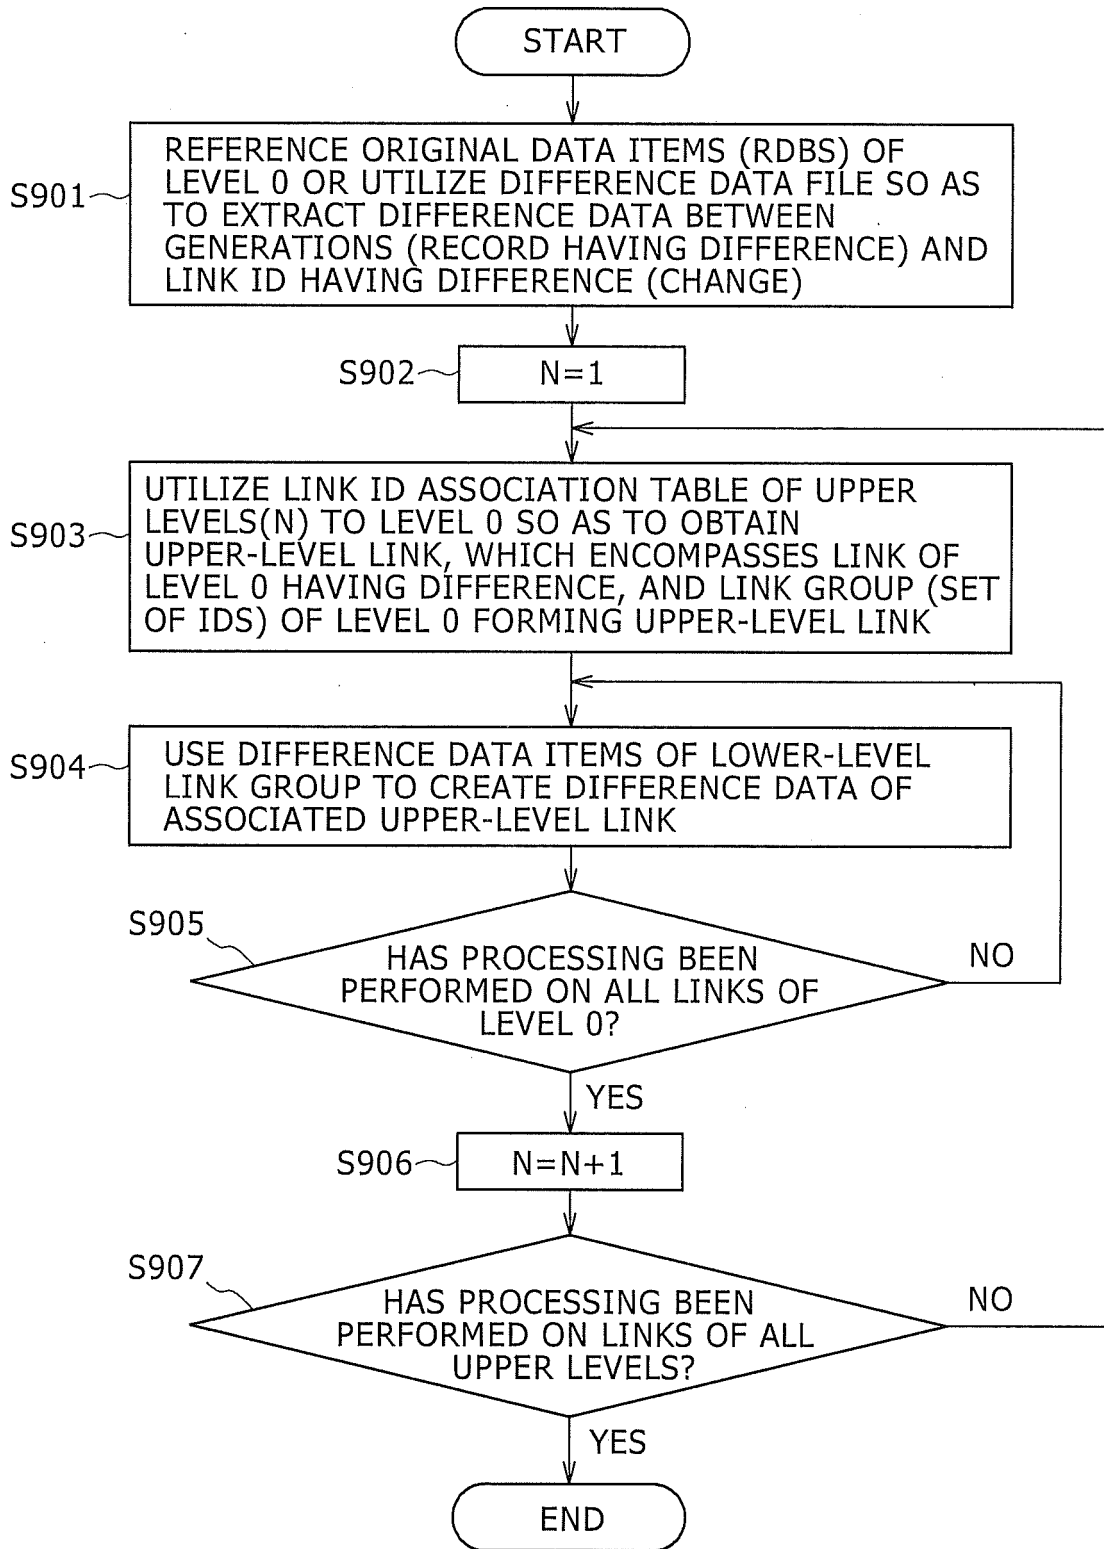 START
S901
REFERENCE ORIGINAL DATA ITEMS (RDBS) OF
LEVEL 0 OR UTILIZE DIFFERENCE DATA FILE SO AS
TO EXTRACT DIFFERENCE DATA BETWEEN
GENERATIONS (RECORD HAVING DIFFERENCE) AND
LINK ID HAVING DIFFERENCE (CHANGE)
S902
N=1
S903
UTILIZE LINK ID ASSOCIATION TABLE OF UPPER
LEVELS(N) TO LEVEL 0 SO AS TO OBTAIN
UPPER-LEVEL LINK, WHICH ENCOMPASSES LINK OF
LEVEL 0 HAVING DIFFERENCE, AND LINK GROUP (SET
OF IDS) OF LEVEL 0 FORMING UPPER-LEVEL LINK
S904
USE DIFFERENCE DATA ITEMS OF LOWER-LEVEL
LINK GROUP TO CREATE DIFFERENCE DATA OF
ASSOCIATED UPPER-LEVEL LINK
S905
HAS PROCESSING BEEN
PERFORMED ON ALL LINKS OF
LEVEL 0?
NO
YES
S906
N=N+1
S907
HAS PROCESSING BEEN
PERFORMED ON LINKS OF ALL
UPPER LEVELS?
NO
YES
END